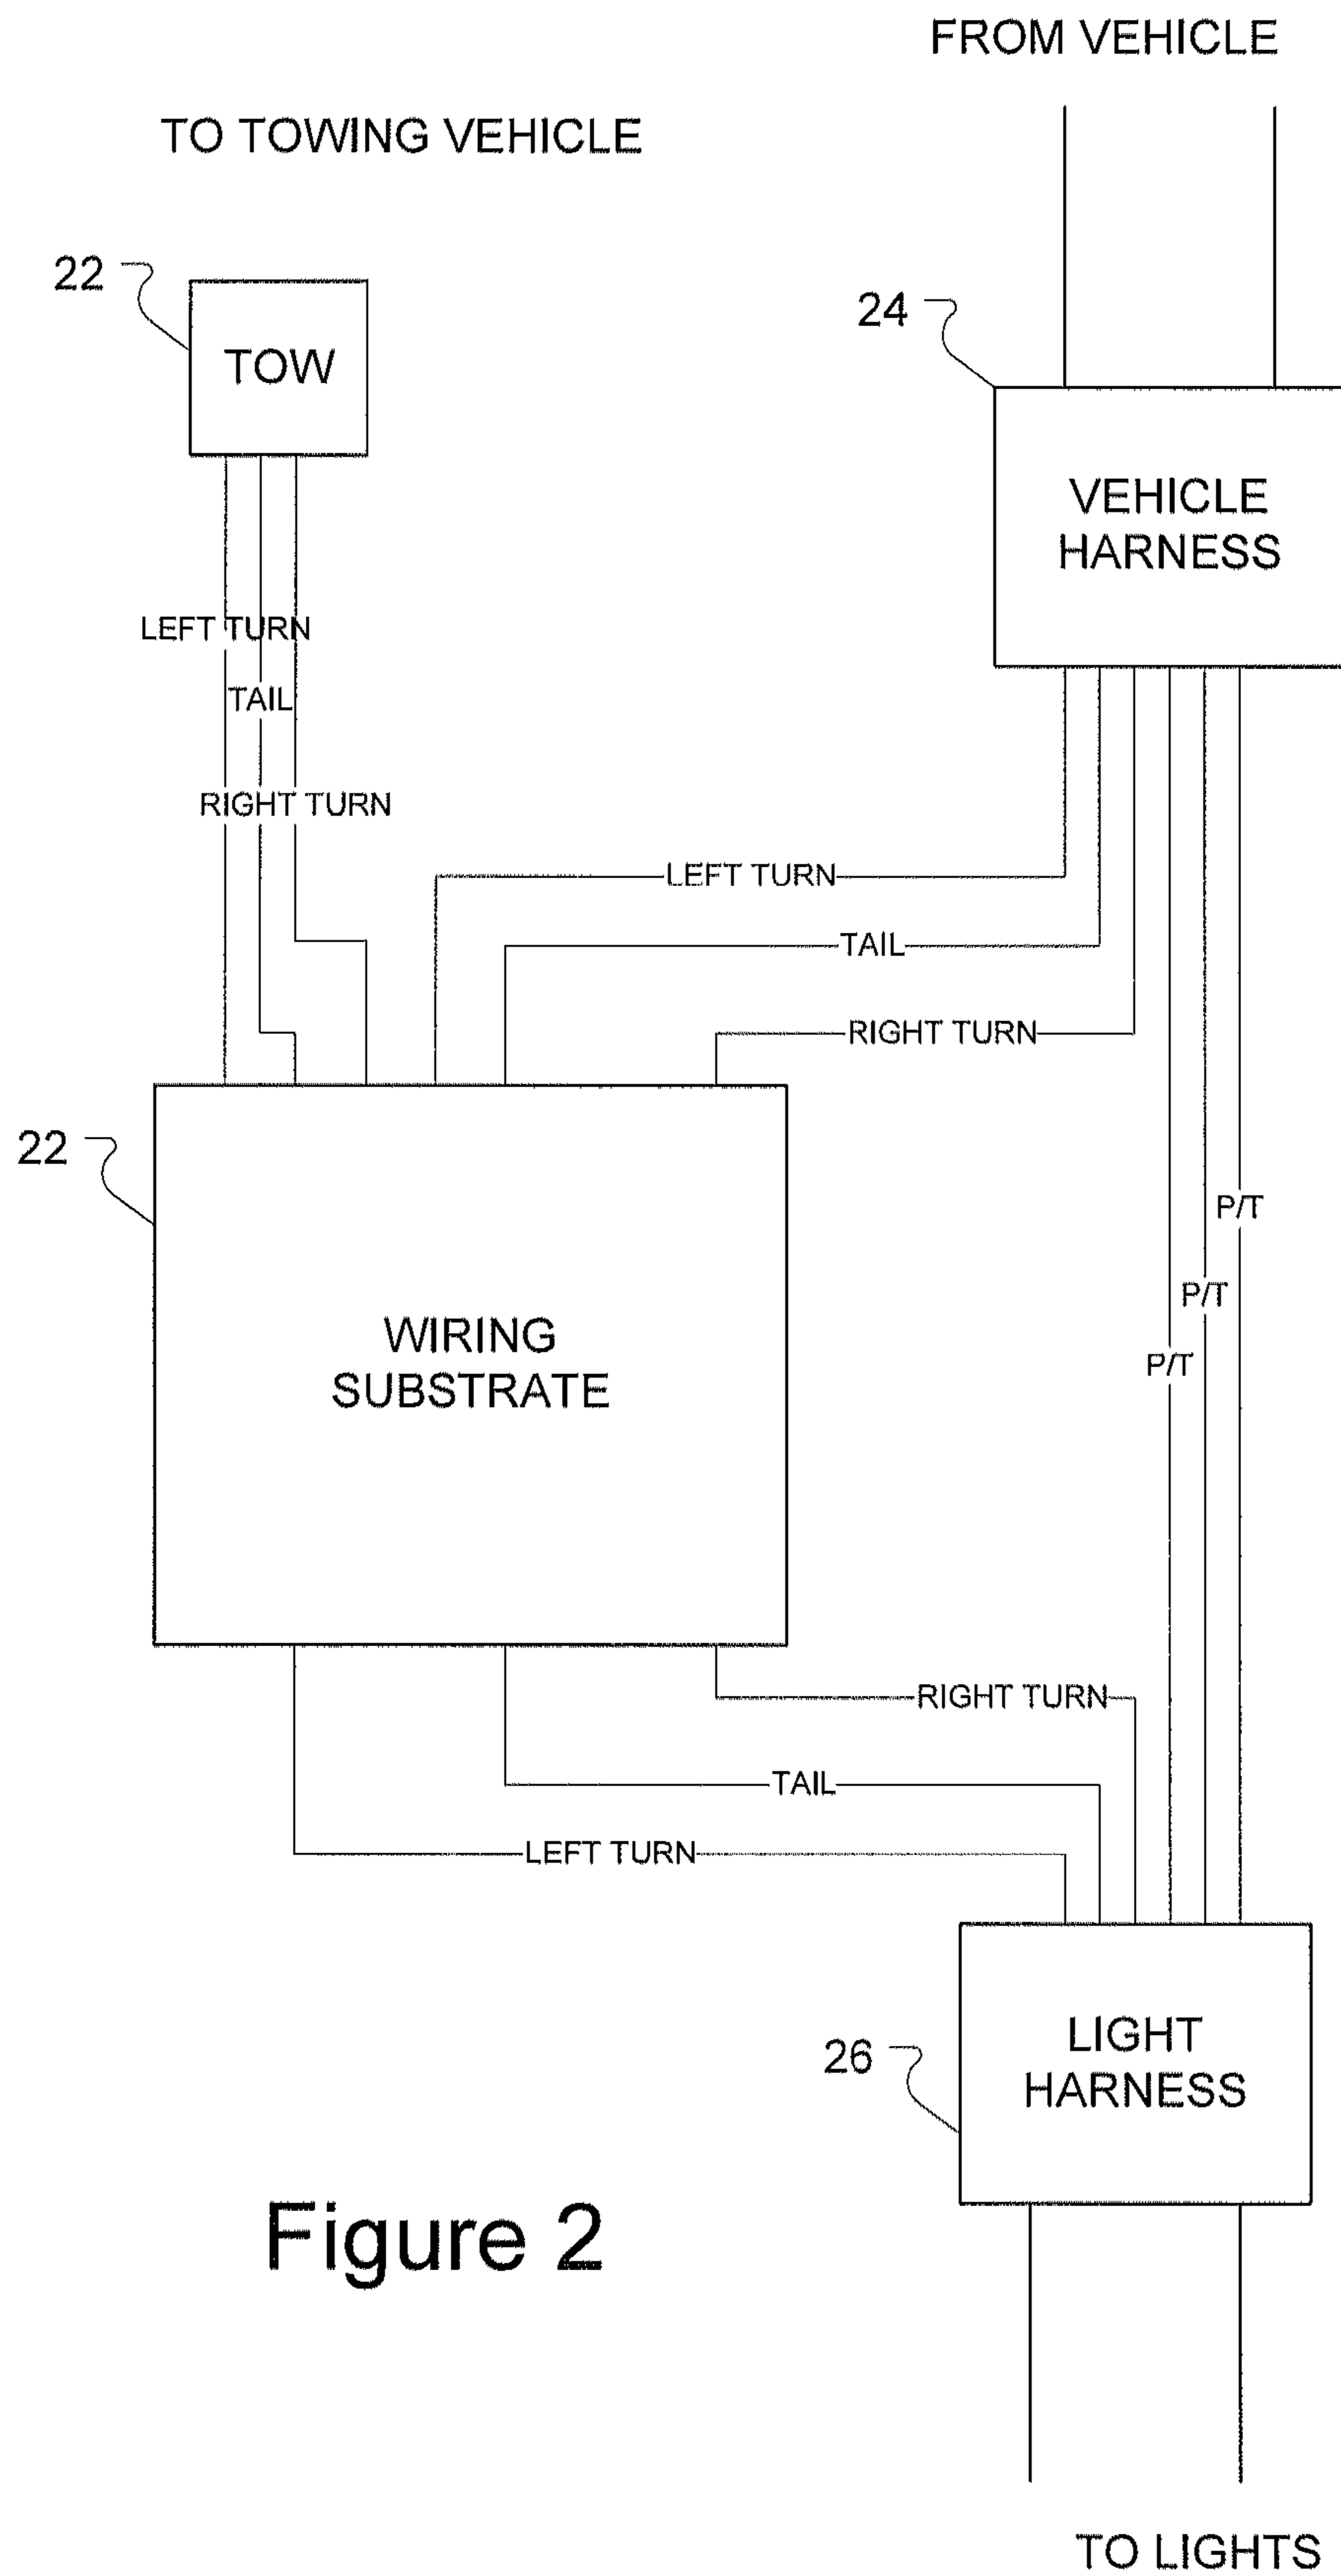 FROM VEHICLE
TO TOWING VEHICLE
22
TOW
24
VEHICLE
HARNESS
LEFT TURN
TAIL
RIGHT TURN
LEFT TURN
TAIL
RIGHT TURN
22
P/T
P/T
P/T
WIRING
SUBSTRATE
RIGHT TURN
TAIL
LEFT TURN
26
LIGHT
HARNESS
Figure 2
TO LIGHTS